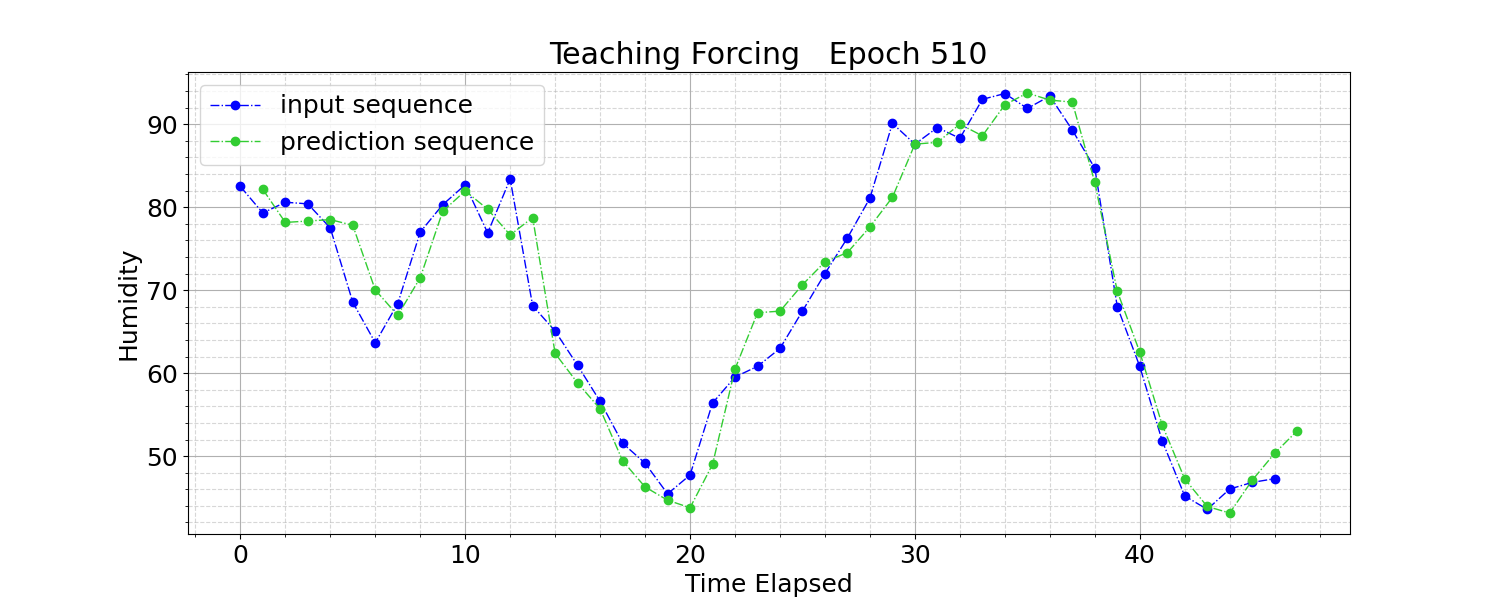 Teaching Forcing   Epoch 510
input sequence
prediction sequence
Humidity
90
80
70
60
50
0 10 20 30 40
Time Elapsed